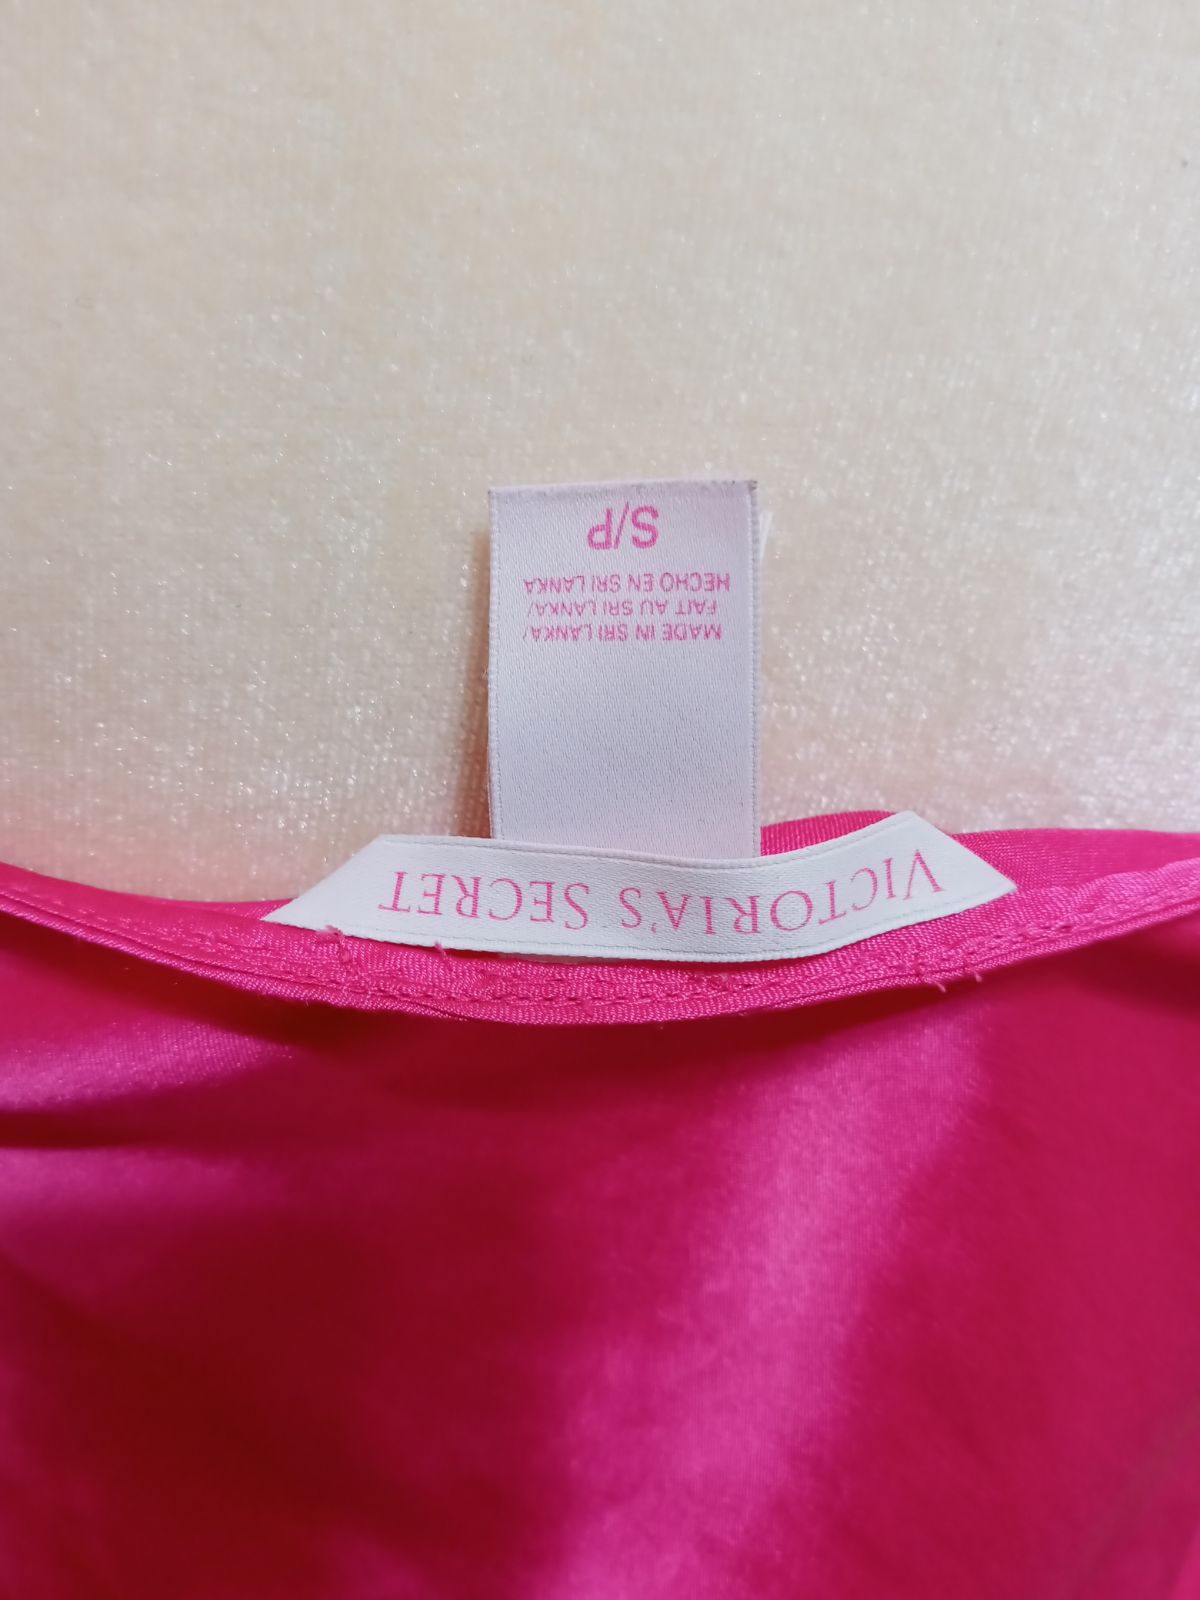 VICTORIA'S SECRET
MADE IN SRI LANKA/
FAIT AU SRI LANKA/
HECHO EN SRI LANKA
S/P